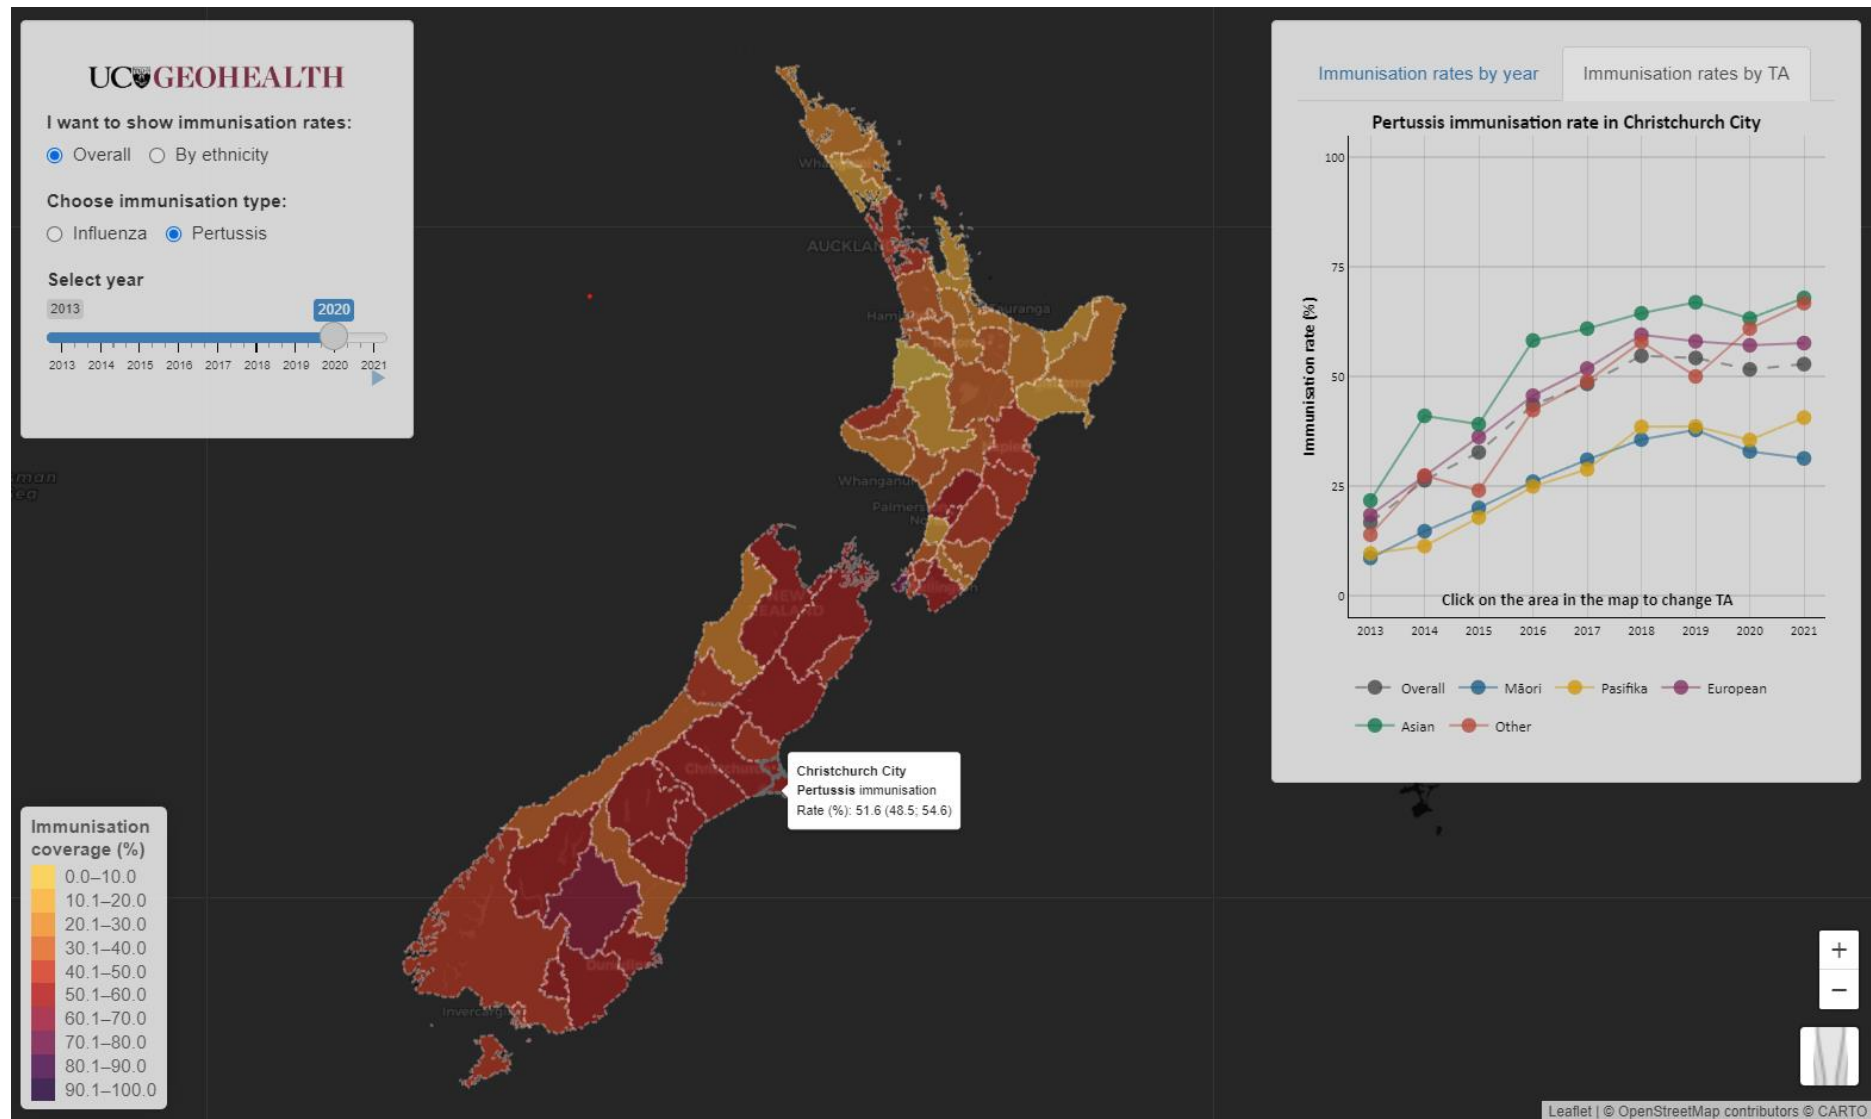 UC GEOHEALTH
I want to show immunisation rates:
Overall By ethnicity
Choose immunisation type:
Influenza Pertussis
Select year
2013 2020
2013 2014 2015 2016 2017 2018 2019 2020 2021
Immunisation rates by year Immunisation rates by TA
Pertussis immunisation rate in Christchurch City
Immunisation rate (%)
100
75
50
25
0
Click on the area in the map to change TA
2013 2014 2015 2016 2017 2018 2019 2020 2021
Overall Māori Pasifika European
Asian Other
AUCKLA
Whanganu
Palmers
NEW
ZEALAND
Christchurch City
Pertussis immunisation
Rate (%): 51.6 (48.5; 54.6)
Invercargi
Immunisation
coverage (%)
0.0–10.0
10.1–20.0
20.1–30.0
30.1–40.0
40.1–50.0
50.1–60.0
60.1–70.0
70.1–80.0
80.1–90.0
90.1–100.0
+
−
Leaflet | © OpenStreetMap contributors © CARTO